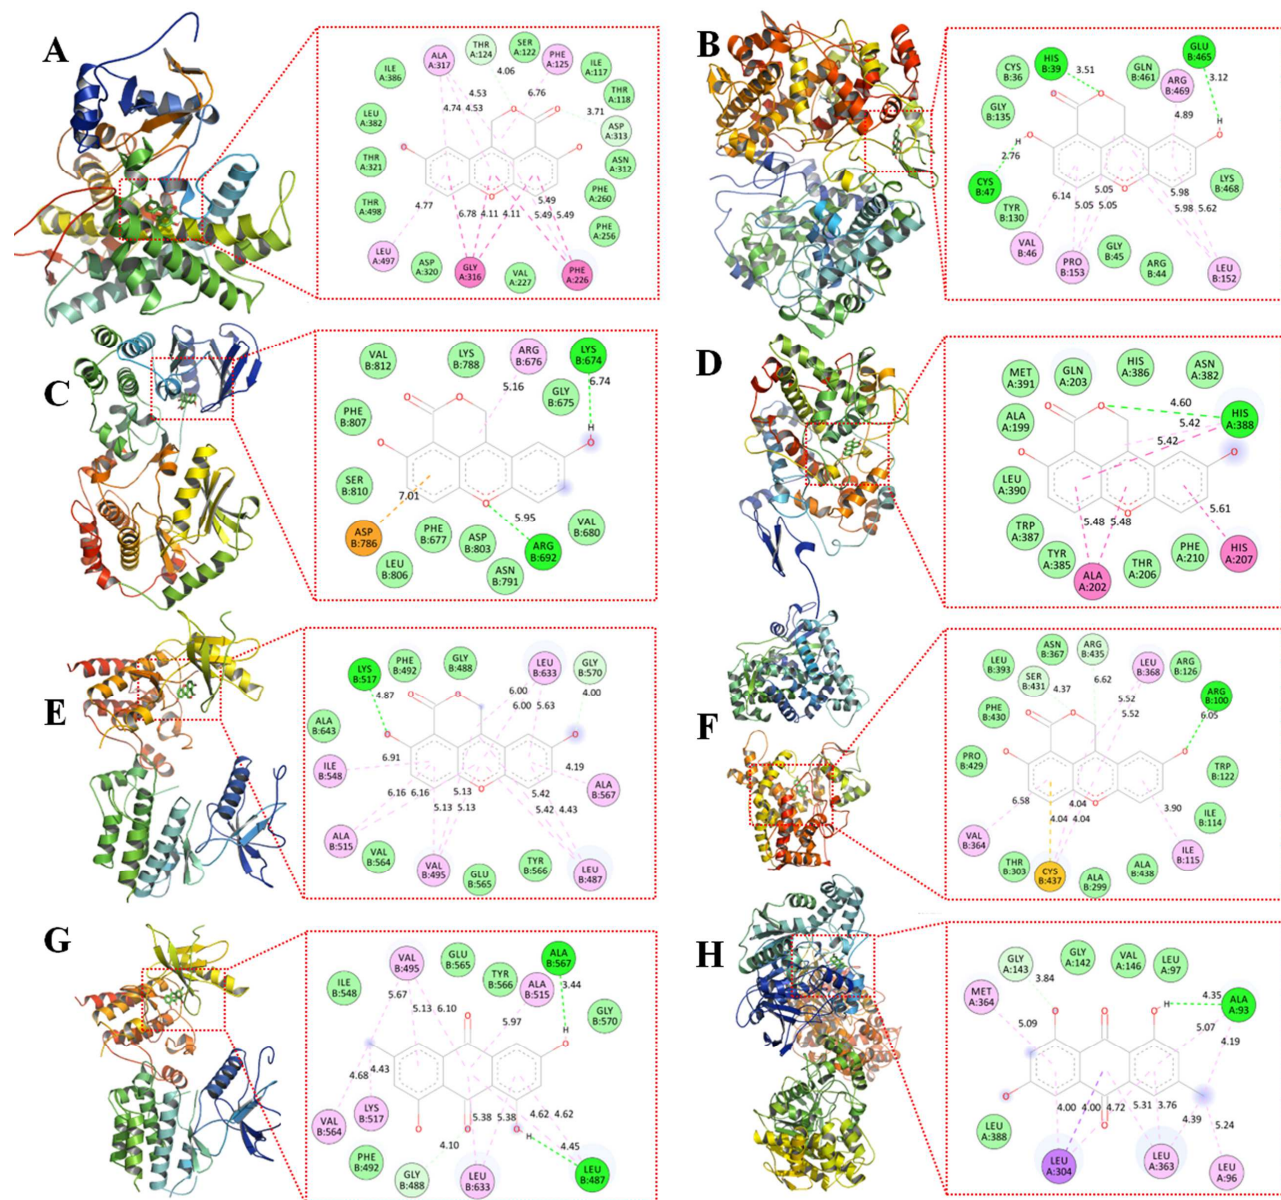 A
THR
A:124
SER
A:122
PHE
A:125
ALA
A:317
ILE
A:386
ILE
A:117
4.06
THR
A:118
4.53
6.76
3.71
LEU
A:382
4.74
4.53
ASP
A:313
O
O
THR
A:321
ASN
A:312
THR
A:498
PHE
A:260
4.77
5.49
6.78
4.11
4.11
5.49
5.49
PHE
A:256
LEU
A:497
ASP
A:320
GLY
A:316
VAL
A:227
PHE
A:226
B
HIS
B:39
GLU
B:465
CYS
B:36
3.51
GLN
B:461
ARG
B:469
3.12
GLY
B:135
4.89
H
H
2.76
CYS
B:47
LYS
B:468
6.14
5.05
5.05
5.05
5.98
5.98
5.62
TYR
B:130
VAL
B:46
GLY
B:45
PRO
B:153
ARG
B:44
LEU
B:152
C
VAL
B:812
LYS
B:788
ARG
B:676
LYS
B:674
5.16
6.74
GLY
B:675
PHE
B:807
H
SER
B:810
7.01
5.95
VAL
B:680
ASP
B:786
PHE
B:677
ASP
B:803
ARG
B:692
LEU
B:806
ASN
B:791
D
MET
A:391
GLN
A:203
HIS
A:386
ASN
A:382
4.60
HIS
A:388
ALA
A:199
5.42
5.42
LEU
A:390
5.48
5.48
5.61
TRP
A:387
TYR
A:385
THR
A:206
PHE
A:210
HIS
A:207
ALA
A:202
E
LYS
B:517
PHE
B:492
GLY
B:488
LEU
B:633
GLY
B:570
4.87
6.00
6.00
4.00
5.63
ALA
B:643
ILE
B:548
6.91
4.19
ALA
B:567
6.16
6.16
5.13
5.13
5.13
5.42
5.42
4.43
ALA
B:515
VAL
B:564
VAL
B:495
GLU
B:565
TYR
B:566
LEU
B:487
F
LEU
B:393
ASN
B:367
ARG
B:435
LEU
B:368
ARG
B:126
ARG
B:100
SER
B:431
6.62
4.37
5.52
5.52
6.05
PHE
B:430
PRO
B:429
TRP
B:122
6.58
4.04
4.04
4.04
3.90
ILE
B:114
VAL
B:364
ILE
B:115
THR
B:303
CYS
B:437
ALA
B:299
ALA
B:438
G
VAL
B:495
GLU
B:565
ALA
B:567
TYR
B:566
ALA
B:515
ILE
B:548
3.44
5.67
5.13
6.10
5.97
GLY
B:570
H
4.68
4.43
VAL
B:564
LYS
B:517
5.38
5.38
4.62
4.62
H
4.10
4.45
PHE
B:492
GLY
B:488
LEU
B:633
LEU
B:487
H
GLY
A:143
GLY
A:142
VAL
A:146
LEU
A:97
3.84
MET
A:364
H
4.35
ALA
A:93
5.09
5.07
4.19
4.00
4.00
4.72
5.31
3.76
4.39
5.24
LEU
A:388
LEU
A:304
LEU
A:363
LEU
A:96